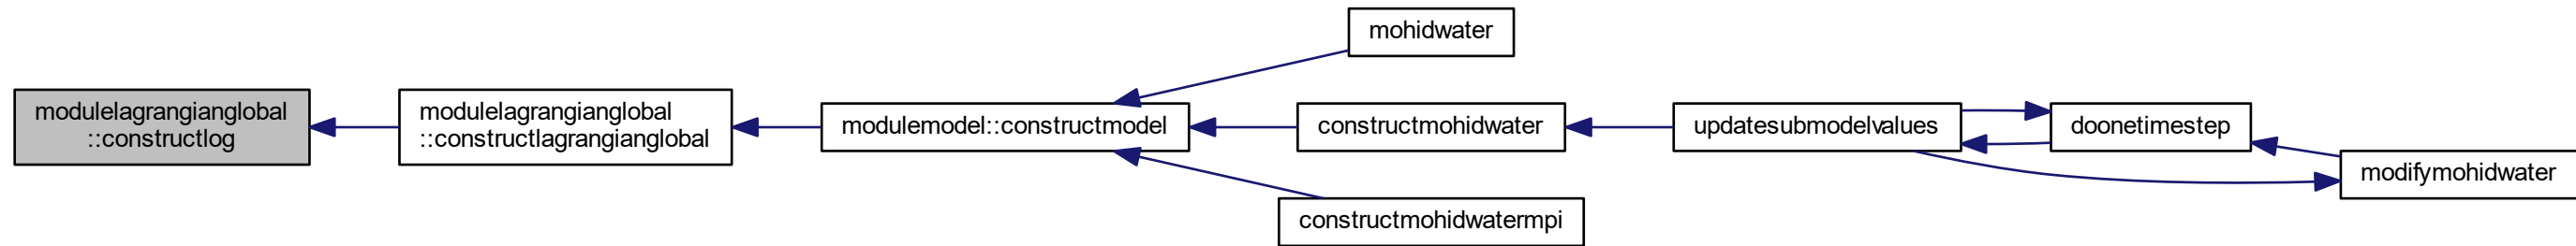 modulelagrangianglobal
::constructlog
modulelagrangianglobal
::constructlagrangianglobal
modulemodel::constructmodel
mohidwater
constructmohidwater
constructmohidwatermpi
updatesubmodelvalues
doonetimestep
modifymohidwater